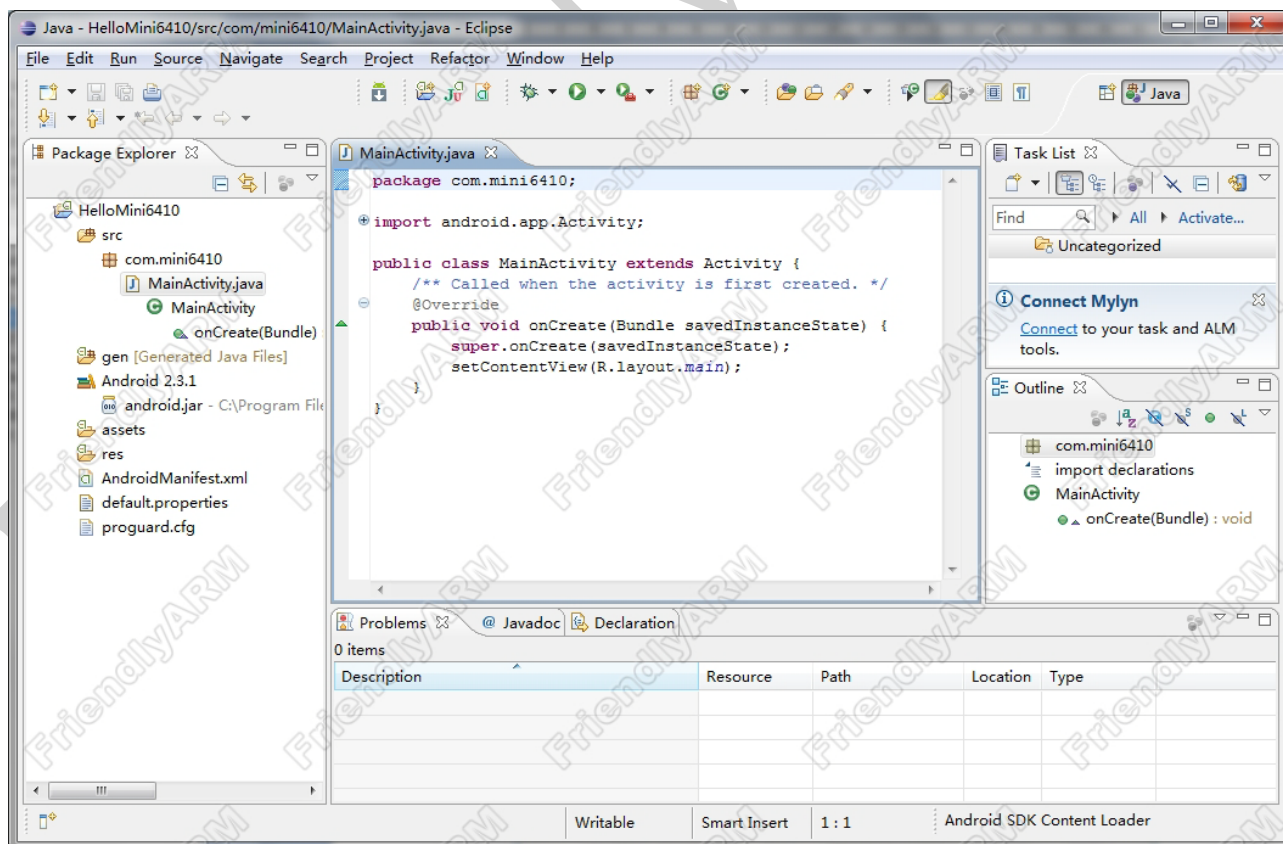 Java - HelloMini6410/src/com/mini6410/MainActivity.java - Eclipse
File Edit Run Source Navigate Search Project Refactor Window Help
Java
Package Explorer
HelloMini6410
src
com.mini6410
MainActivity.java
MainActivity
onCreate(Bundle)
gen [Generated Java Files]
Android 2.3.1
android.jar - C:\Program File
assets
res
AndroidManifest.xml
default.properties
proguard.cfg
MainActivity.java
package com.mini6410;
import android.app.Activity;
public class MainActivity extends Activity {
/** Called when the activity is first created. */
@Override
public void onCreate(Bundle savedInstanceState) {
super.onCreate(savedInstanceState);
setContentView(R.layout.main);
}
}
Task List
Find All Activate...
Uncategorized
Connect Mylyn
Connect to your task and ALM
tools.
Outline
com.mini6410
import declarations
MainActivity
onCreate(Bundle) : void
Problems @ Javadoc Declaration
0 items
Description Resource Path Location Type
Writable Smart Insert 1 : 1 Android SDK Content Loader
FriendlyARM